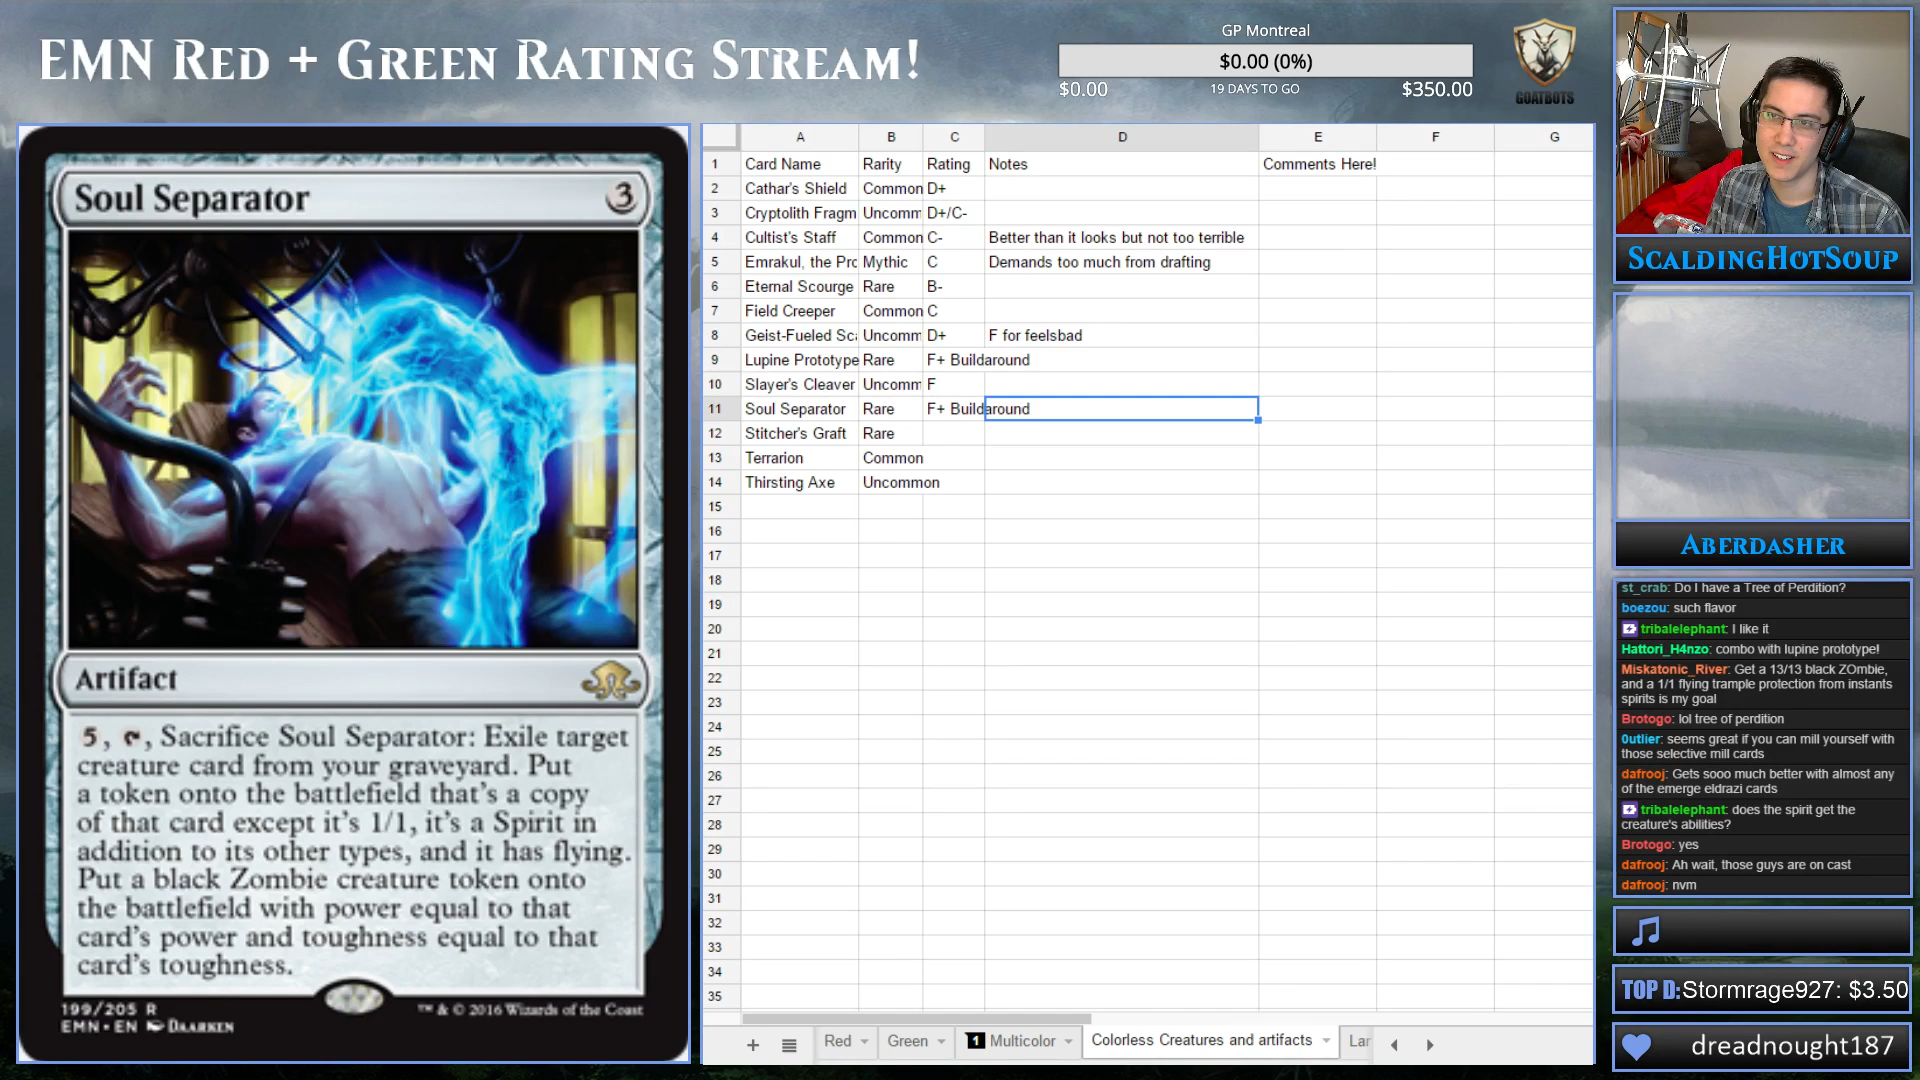 EMN Red + Green Rating Stream!
GP Montreal
$0.00 (0%)
$0.00
19 DAYS TO GO
$350.00
GOATBOTS
Soul Separator
3
Artifact
5, , Sacrifice Soul Separator: Exile target
creature card from your graveyard. Put
a token onto the battlefield that's a copy
of that card except it's 1/1, it's a Spirit in
addition to its other types, and it has flying.
Put a black Zombie creature token onto
the battlefield with power equal to that
card's power and toughness equal to that
card's toughness.
199/205 R
EMN • EN DAARKEN
™ & © 2016 Wizards of the Coast
A B C D E F G
1 Card Name Rarity Rating Notes Comments Here!
2 Cathar's Shield Common D+
3 Cryptolith Fragm Uncomm D+/C-
4 Cultist's Staff Common C- Better than it looks but not too terrible
5 Emrakul, the Pro Mythic C Demands too much from drafting
6 Eternal Scourge Rare B-
7 Field Creeper Common C
8 Geist-Fueled Sca Uncomm D+ F for feelsbad
9 Lupine Prototype Rare F+ Buildaround
10 Slayer's Cleaver Uncomm F
11 Soul Separator Rare F+ Buildaround
12 Stitcher's Graft Rare
13 Terrarion Common
14 Thirsting Axe Uncommon
15
16
17
18
19
20
21
22
23
24
25
26
27
28
29
30
31
32
33
34
35
+ Red Green 1 Multicolor Colorless Creatures and artifacts Lar
ScaldingHotSoup
Aberdasher
st_crab: Do I have a Tree of Perdition?
boezou: such flavor
tribalelephant: I like it
Hattori_H4nzo: combo with lupine prototype!
Miskatonic_River: Get a 13/13 black ZOmbie,
and a 1/1 flying trample protection from instants
spirits is my goal
Brotogo: lol tree of perdition
0utlier: seems great if you can mill yourself with
those selective mill cards
dafrooj: Gets sooo much better with almost any
of the emerge eldrazi cards
tribalelephant: does the spirit get the
creature's abilities?
Brotogo: yes
dafrooj: Ah wait, those guys are on cast
dafrooj: nvm
TOP D: Stormrage927: $3.50
dreadnought187